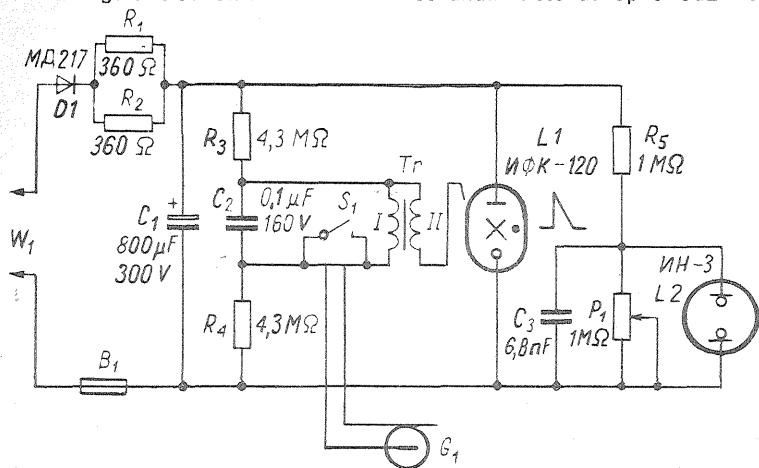 R1
МД217
360 Ω
D1
R2
360 Ω
R3
4,3 MΩ
Tr
L1
ИФК-120
R5
1 MΩ
C2
0,1 µF
160 V
S1
I
II
+
C1
800 µF
300 V
W1
ИН-3
L2
R4
4,3 MΩ
C3
6,8 nF
P1
1 MΩ
B1
G1